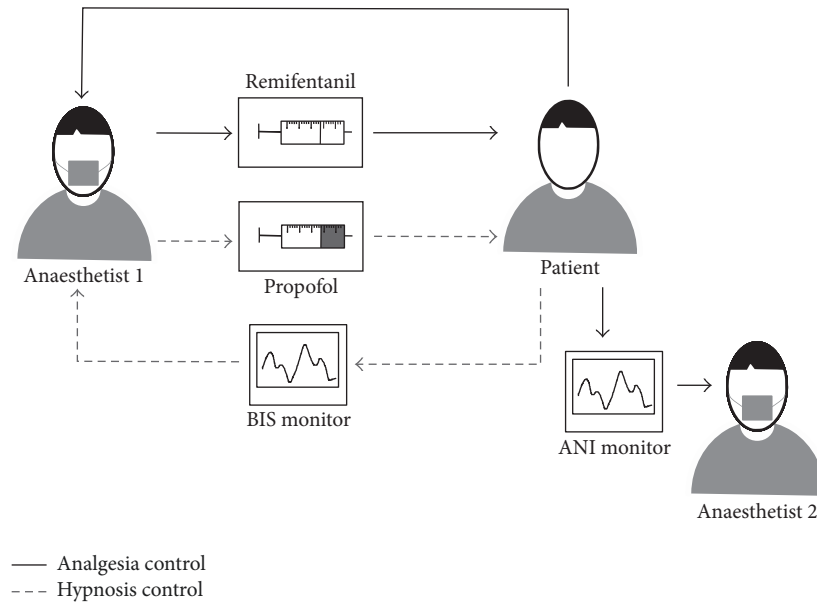 Remifentanil
Anaesthetist 1
Propofol
Patient
BIS monitor
ANI monitor
Anaesthetist 2
Analgesia control
Hypnosis control